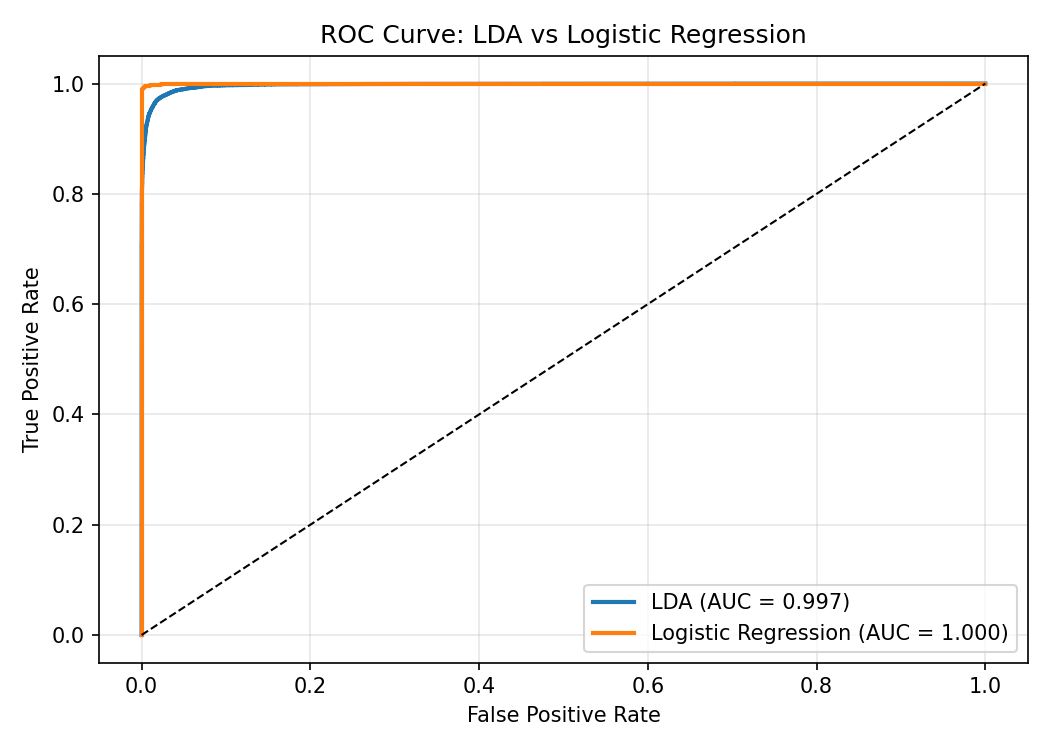 ROC Curve: LDA vs Logistic Regression
True Positive Rate
1.0
0.8
0.6
0.4
0.2
0.0
LDA (AUC = 0.997)
Logistic Regression (AUC = 1.000)
0.0 0.2 0.4 0.6 0.8 1.0
False Positive Rate